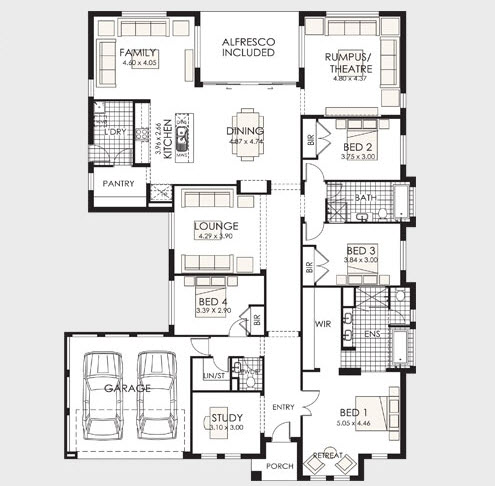 FAMILY
4.60 x 4.05
ALFRESCO
INCLUDED
RUMPUS/
THEATRE
4.80 x 4.37
L'DRY
3.96 x 2.66
KITCHEN
DINING
4.87 x 4.74
BIR
BED 2
3.75 x 3.00
PANTRY
BATH
LOUNGE
4.29 x 3.90
BED 3
3.84 x 3.00
BIR
BED 4
3.39 x 2.90
BIR
WIR
ENS
GARAGE
LIN/ST
STUDY
3.10 x 3.00
ENTRY
BED 1
5.05 x 4.46
PORCH
RETREAT